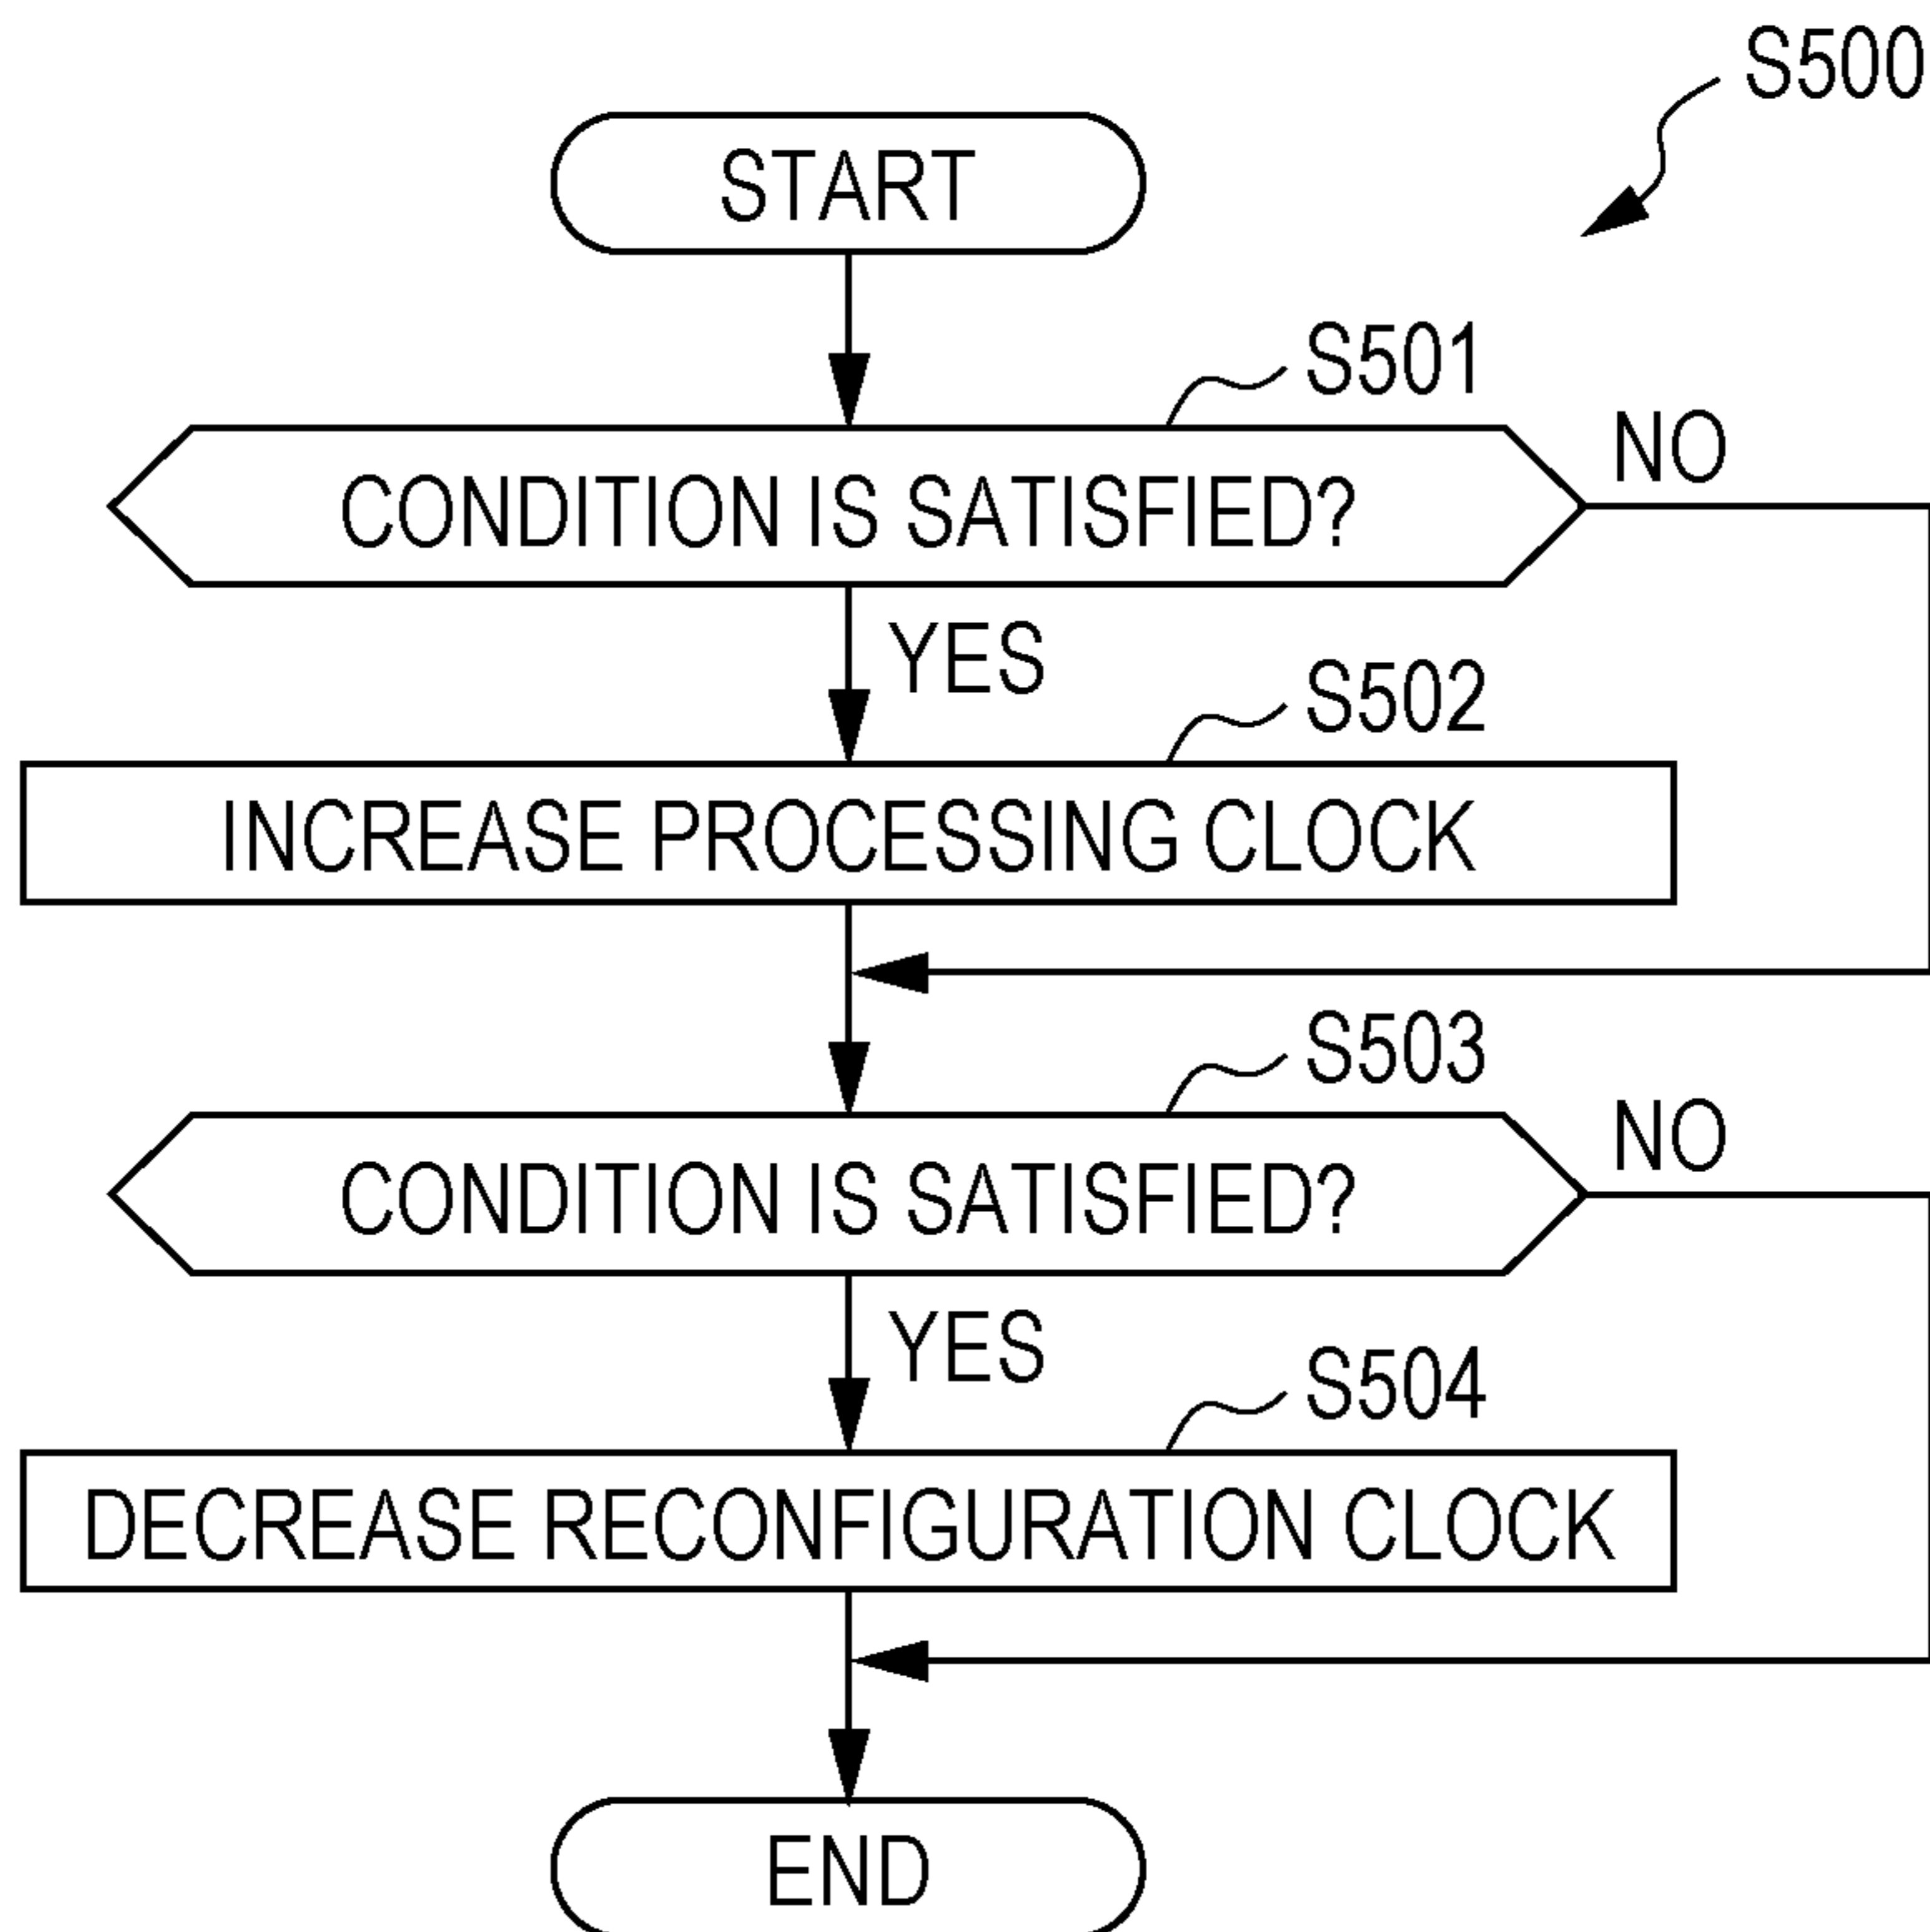 S500
START
S501
CONDITION IS SATISFIED?
NO
YES
S502
INCREASE PROCESSING CLOCK
S503
CONDITION IS SATISFIED?
NO
YES
S504
DECREASE RECONFIGURATION CLOCK
END